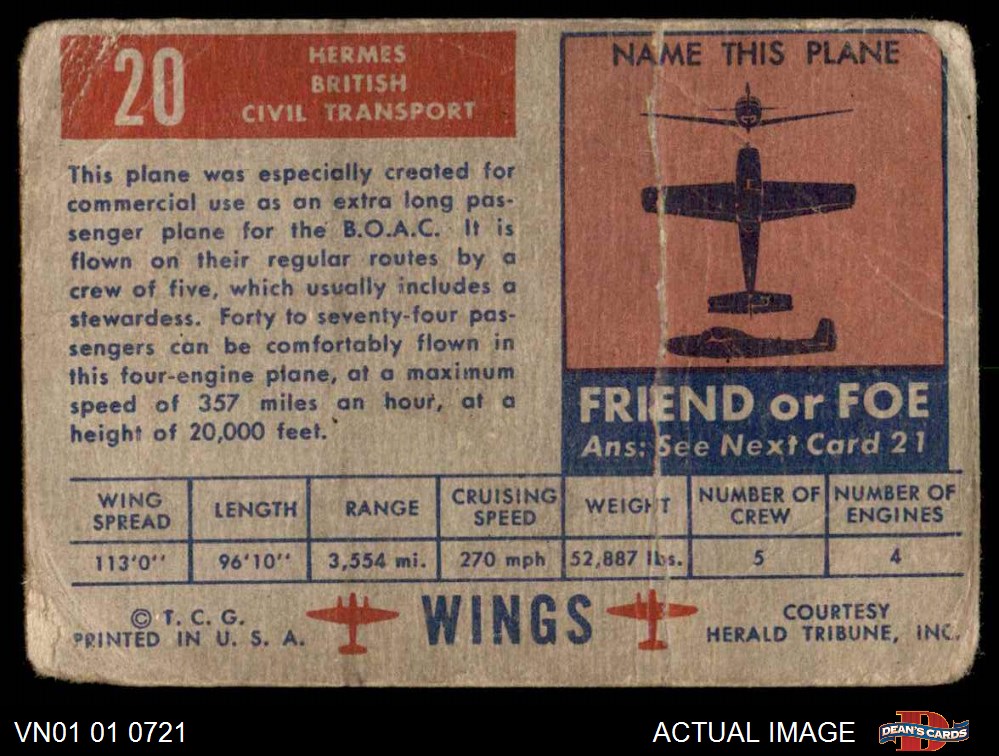 20
HERMES
BRITISH
CIVIL TRANSPORT
This plane was especially created for
commercial use as an extra long pas-
senger plane for the B.O.A.C. It is
flown on their regular routes by a
crew of five, which usually includes a
stewardess. Forty to seventy-four pas-
sengers can be comfortably flown in
this four-engine plane, at a maximum
speed of 357 miles an hour, at a
height of 20,000 feet.
NAME THIS PLANE
FRIEND or FOE
Ans: See Next Card 21
WING SPREAD LENGTH RANGE CRUISING SPEED WEIGHT NUMBER OF CREW NUMBER OF ENGINES
113'0'' 96'10'' 3,554 mi. 270 mph 52,887 lbs. 5 4
© T. C. G.
PRINTED IN U. S. A.
WINGS
COURTESY
HERALD TRIBUNE, INC.
VN01 01 0721
ACTUAL IMAGE
D
DEAN'S CARDS